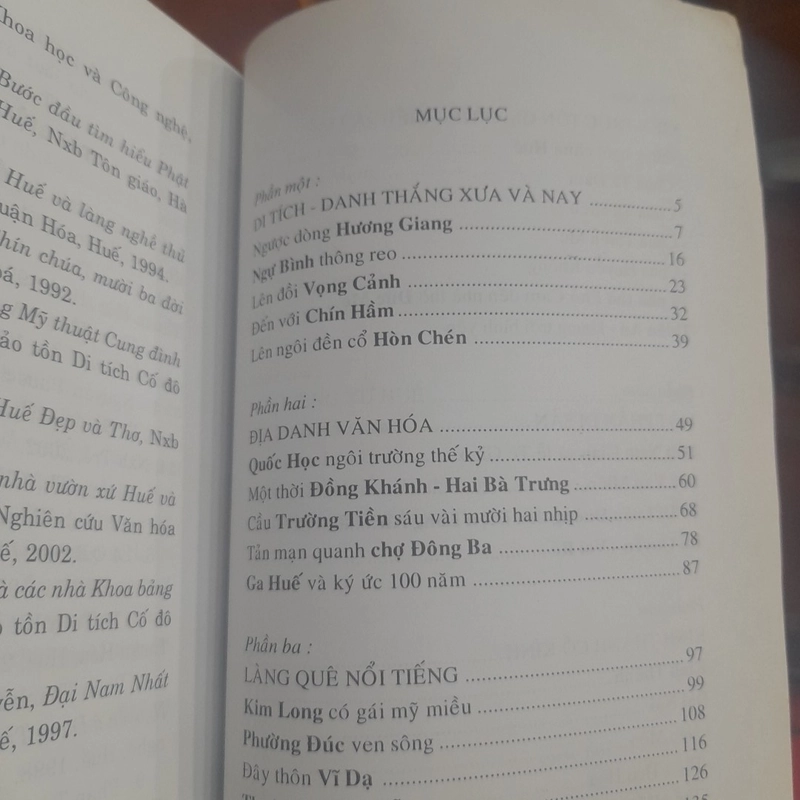 Khoa học và Công nghệ,
Bước đầu tìm hiểu Phật
Huế, Nxb Tôn giáo, Hà
Huế và làng nghề thủ
Hóa, Huế, 1994.
chúa, mười ba đời
1992.
Mỹ thuật Cung đình
tồn Di tích Cố đô
Huế Đẹp và Thơ, Nxb
nhà vườn xứ Huế và
Nghiên cứu Văn hóa
2002.
các nhà Khoa bảng
tồn Di tích Cố đô
Đại Nam Nhất
1997.
MỤC LỤC
Phần một :
DI TÍCH - DANH THẮNG XƯA VÀ NAY ..................5
Ngược dòng Hương Giang ..................7
Ngự Bình thông reo ..................16
Lên đồi Vọng Cảnh ..................23
Đến với Chín Hầm ..................32
Lên ngôi đền cổ Hòn Chén ..................39
Phần hai :
ĐỊA DANH VĂN HÓA ..................49
Quốc Học ngôi trường thế kỷ ..................51
Một thời Đồng Khánh - Hai Bà Trưng ..................60
Cầu Trường Tiền sáu vài mười hai nhịp ..................68
Tản mạn quanh chợ Đông Ba ..................78
Ga Huế và ký ức 100 năm ..................87
Phần ba :
LÀNG QUÊ NỔI TIẾNG ..................97
Kim Long có gái mỹ miều ..................99
Phường Đúc ven sông ..................108
Đây thôn Vĩ Dạ ..................116
126